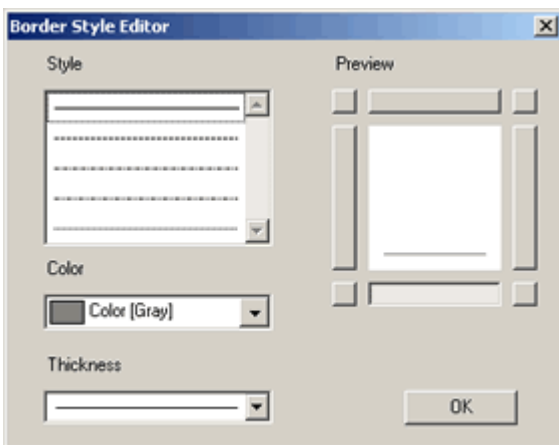 Border Style Editor
Style
Preview
Color
Color [Gray]
Thickness
OK